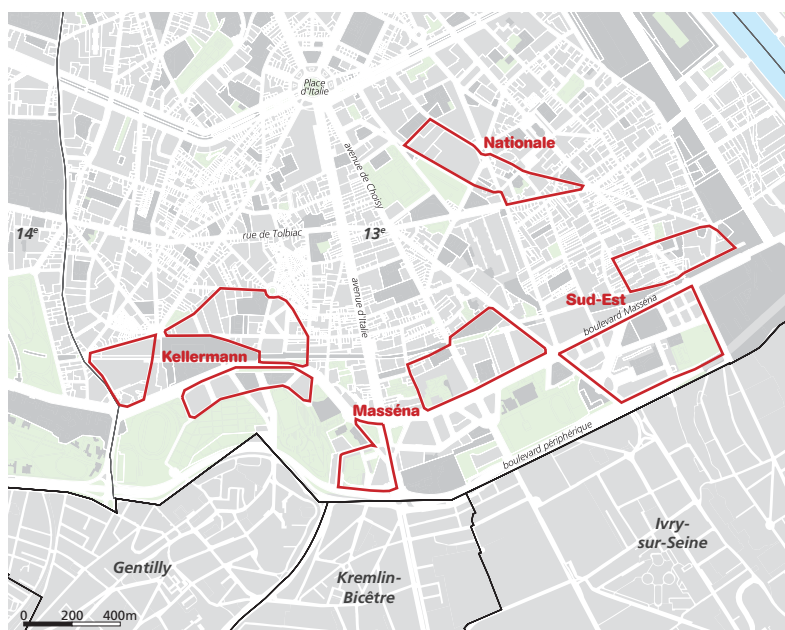 Place
d'Italie
Nationale
avenue de Choisy
14e
rue de Tolbiac
13e
avenue d'Italie
Sud-Est
boulevard Masséna
Kellermann
Masséna
boulevard périphérique
Ivry-
sur-Seine
Gentilly
Kremlin-
Bicêtre
0 200 400m